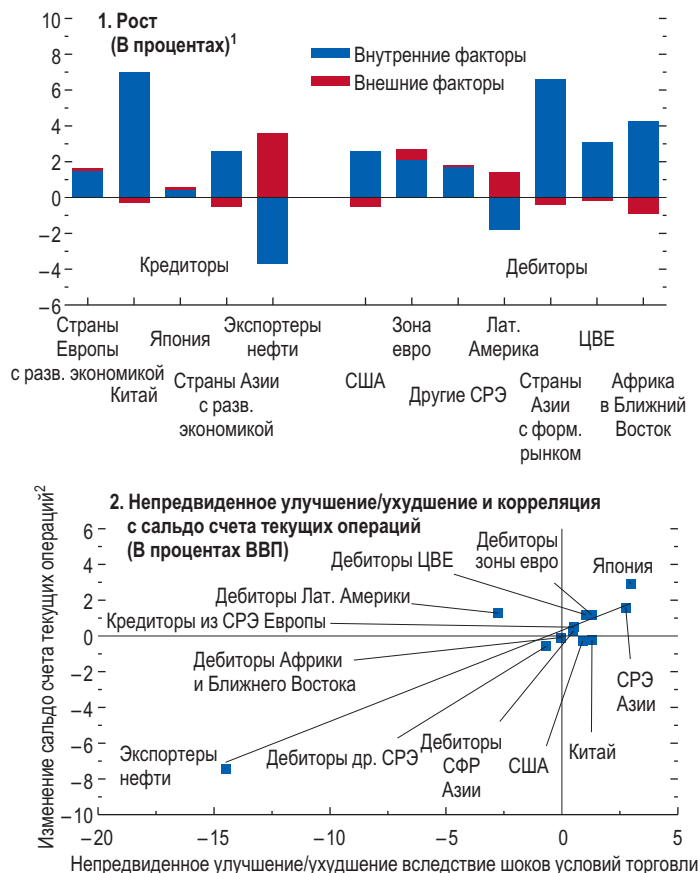 1. Рост
(В процентах)1
Внутренние факторы
Внешние факторы
10
8
6
4
2
0
−2
−4
−6
Кредиторы
Дебиторы
Страны
Европы
с разв. экономикой
Китай
Япония
Страны Азии
с разв.
экономикой
Экспортеры
нефти
США
Зона
евро
Другие СРЭ
Лат.
Америка
Страны
Азии
с форм.
рынком
ЦВЕ
Африка
в Ближний
Восток
2. Непредвиденное улучшение/ухудшение и корреляция
с сальдо счета текущих операций
(В процентах ВВП)
Изменение сальдо счета текущих операций2
6
4
2
0
−2
−4
−6
−8
−10
Дебиторы ЦВЕ
Дебиторы
зоны евро
Япония
Дебиторы Лат. Америки
Кредиторы из СРЭ Европы
Дебиторы Африки
и Ближнего Востока
СРЭ
Азии
Экспортеры
нефти
Дебиторы др. СРЭ
Дебиторы
СФР
Азии
США
Китай
−20
−15
−10
−5
0
5
Непредвиденное улучшение/ухудшение вследствие шоков условий торговли